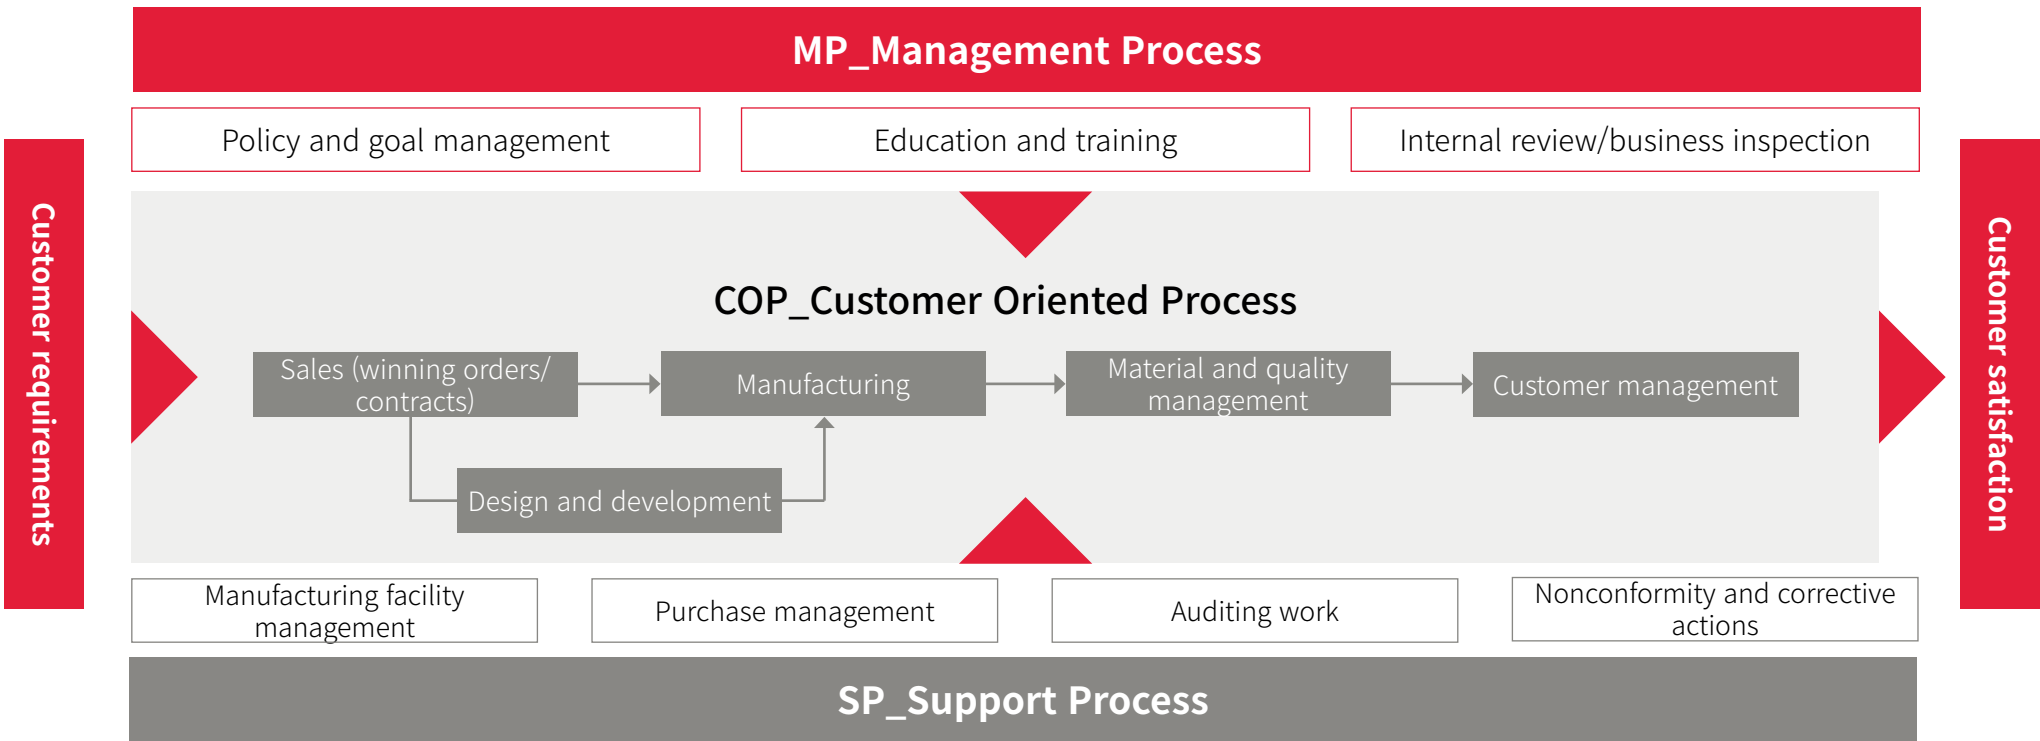 MP_Management Process
Policy and goal management
Education and training
Internal review/business inspection
Customer requirements
COP_Customer Oriented Process
Sales (winning orders/
contracts)
Manufacturing
Material and quality
management
Customer management
Design and development
Customer satisfaction
Manufacturing facility
management
Purchase management
Auditing work
Nonconformity and corrective
actions
SP_Support Process